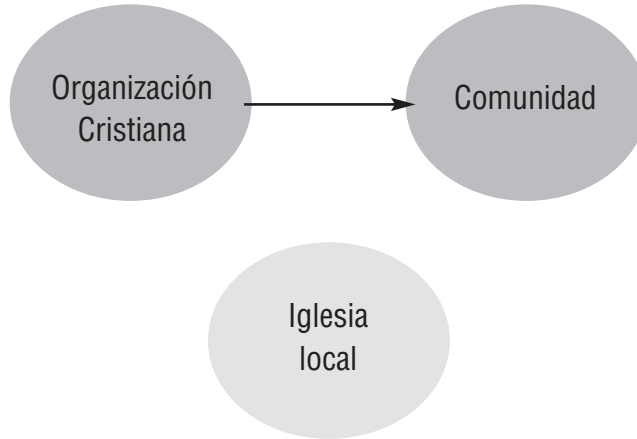 Organización
Cristiana
Comunidad
Iglesia
local